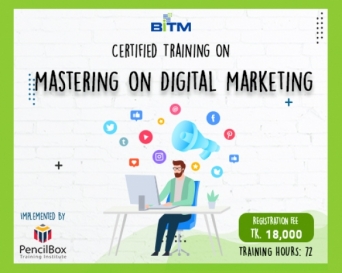 BiTM
CERTIFIED TRAINING ON
MASTERING ON DIGITAL MARKETING
IMPLEMENTED BY
PencilBox
Training Institute
REGISTRATION FEE
TK. 18,000
TRAINING HOURS: 72